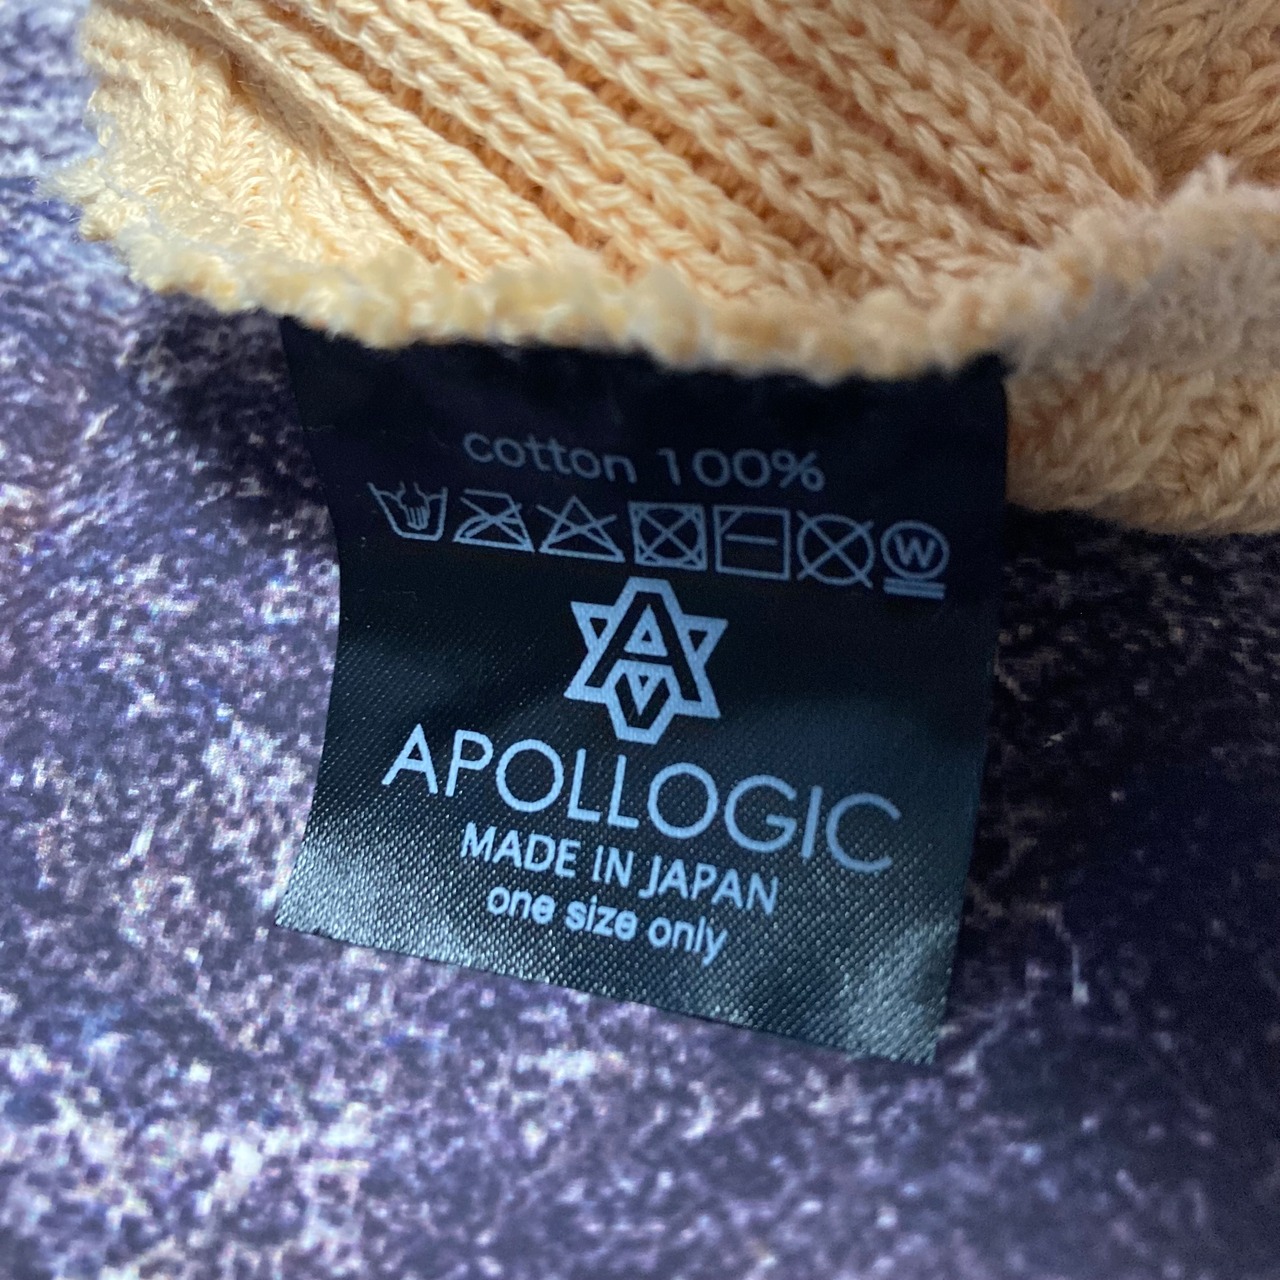 cotton 100%
W
APOLLOGIC
MADE IN JAPAN
one size only